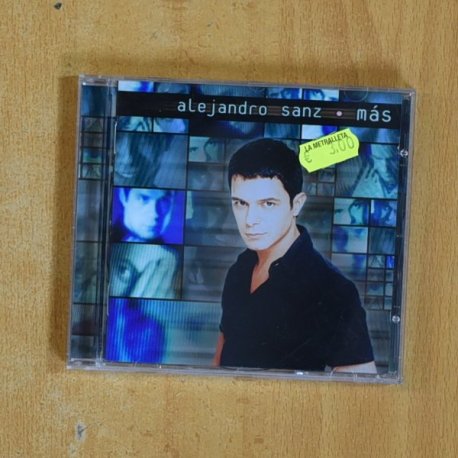 alejandro sanz • más
LA METRALLETA
€ 3,00